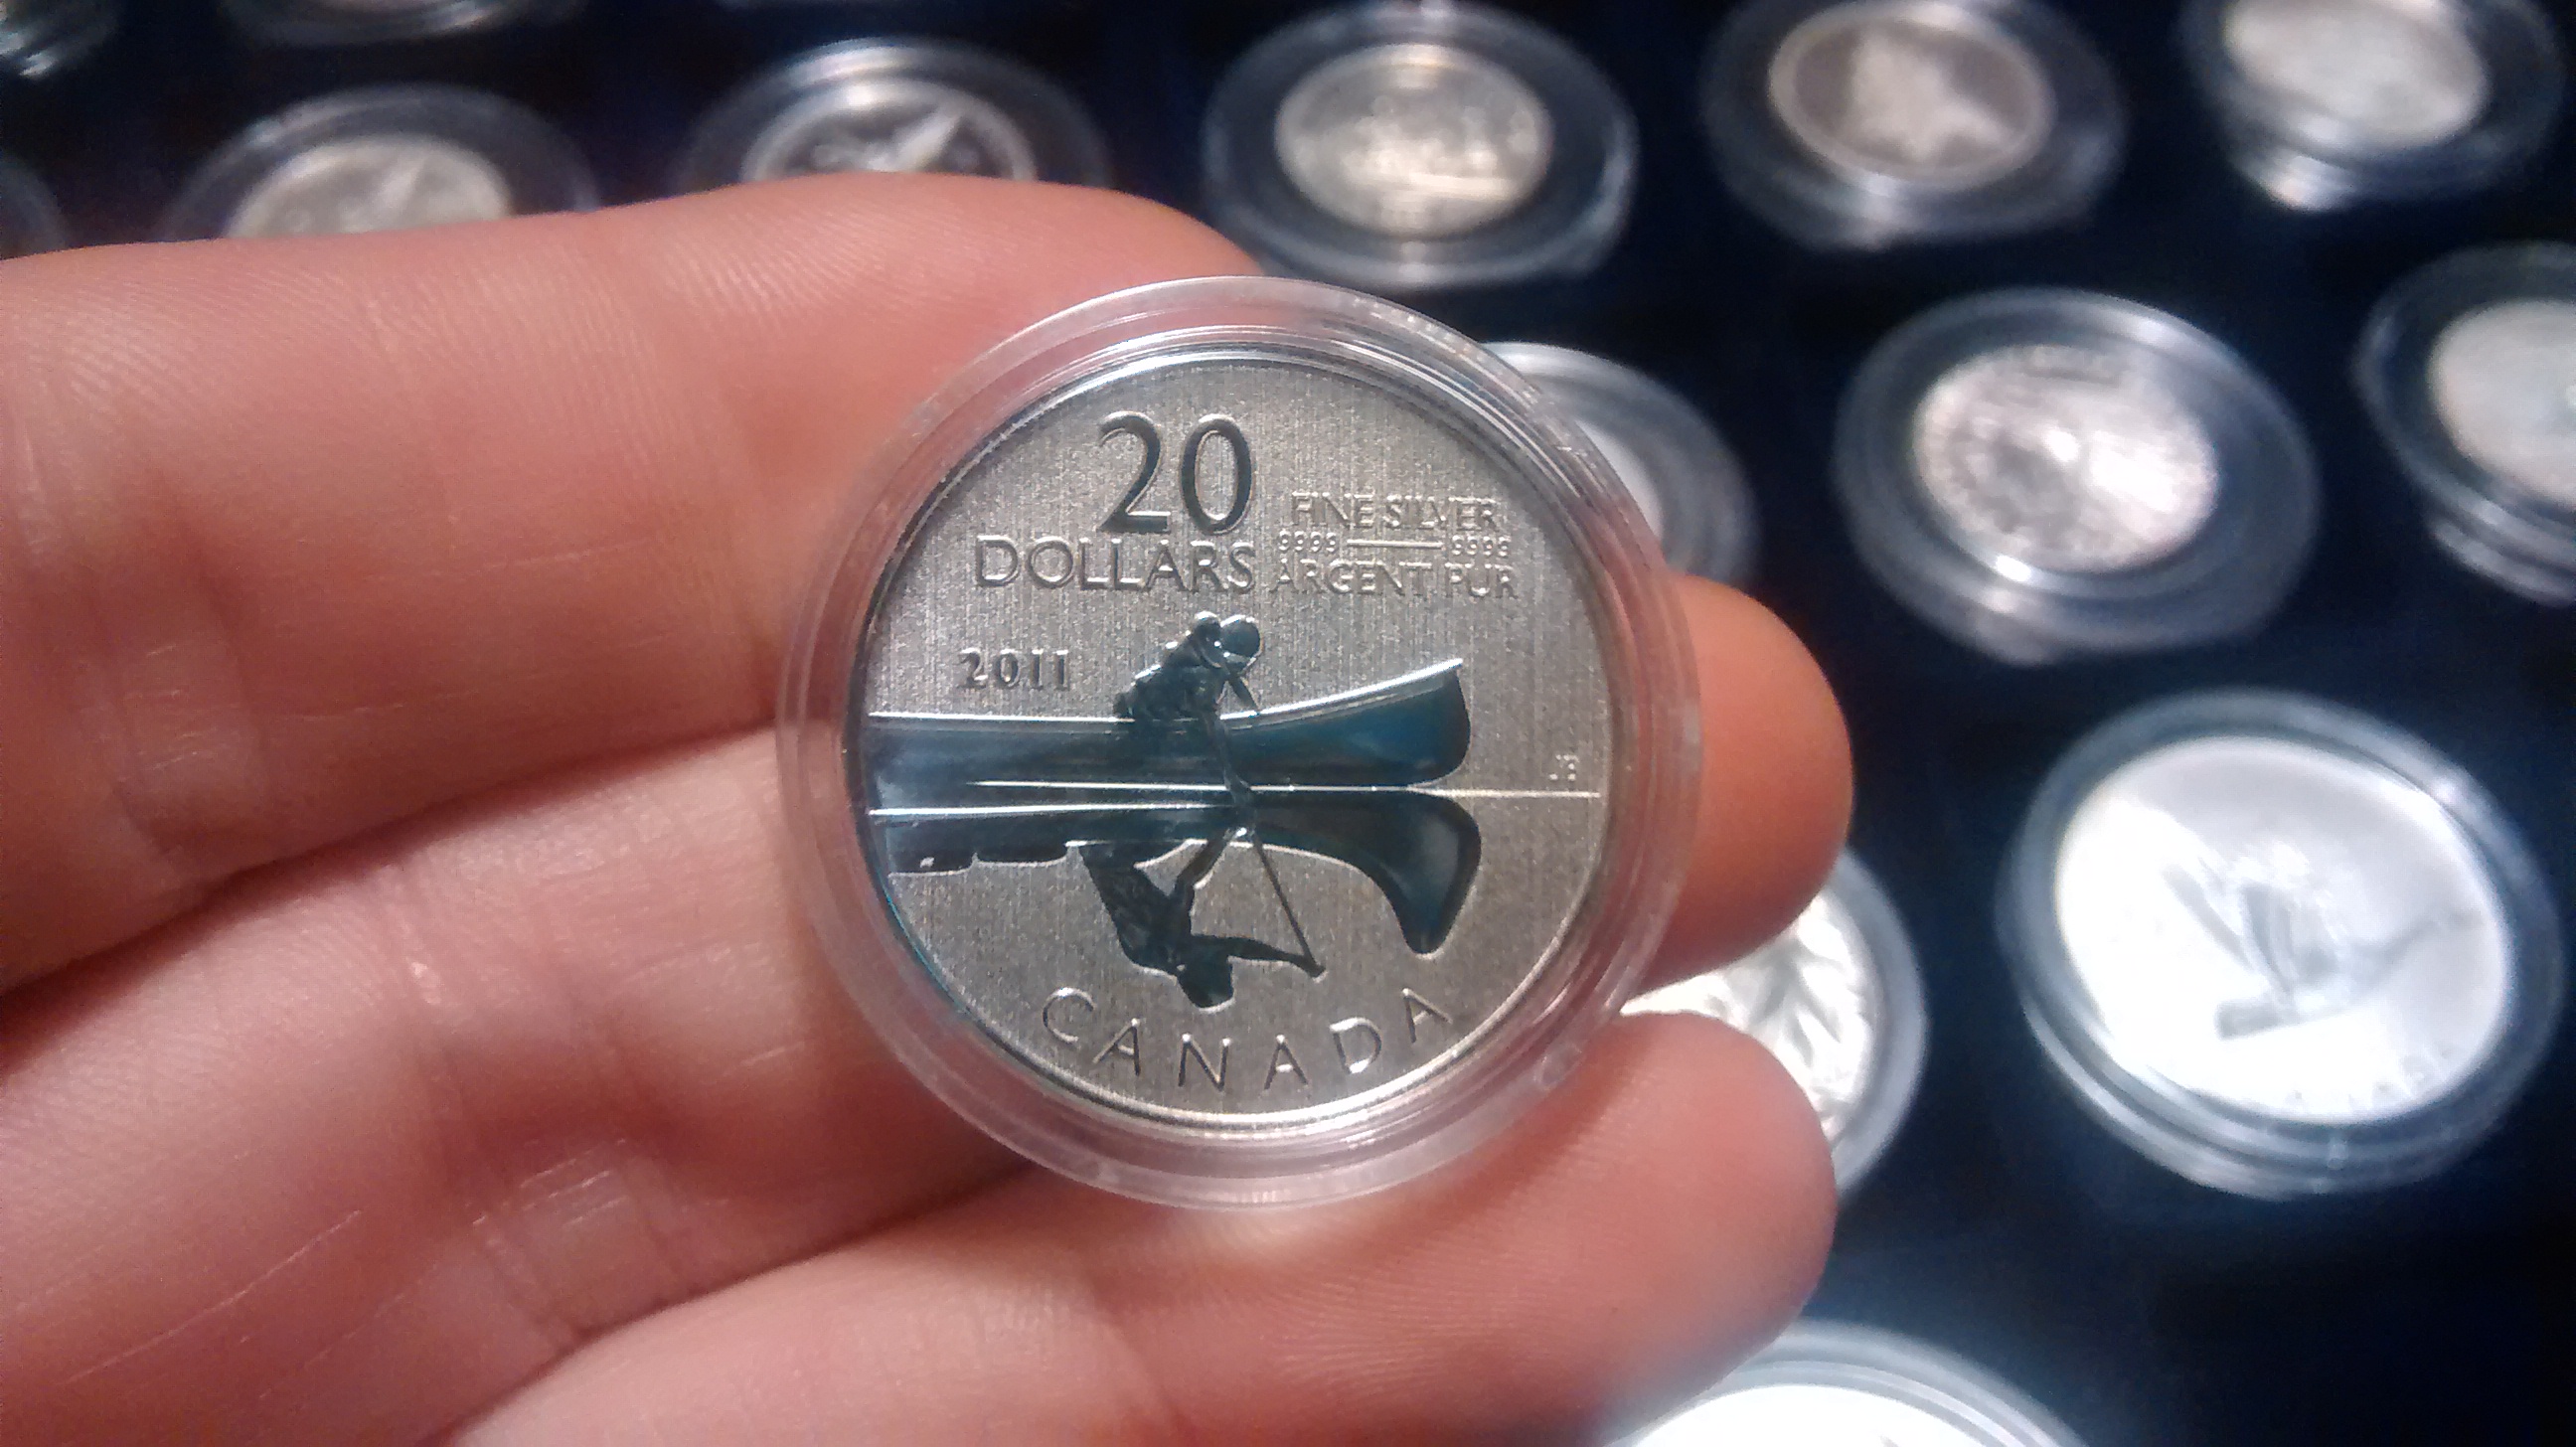 20
DOLLARS
FINE SILVER
9999 9999
ARGENT PUR
2011
CANADA